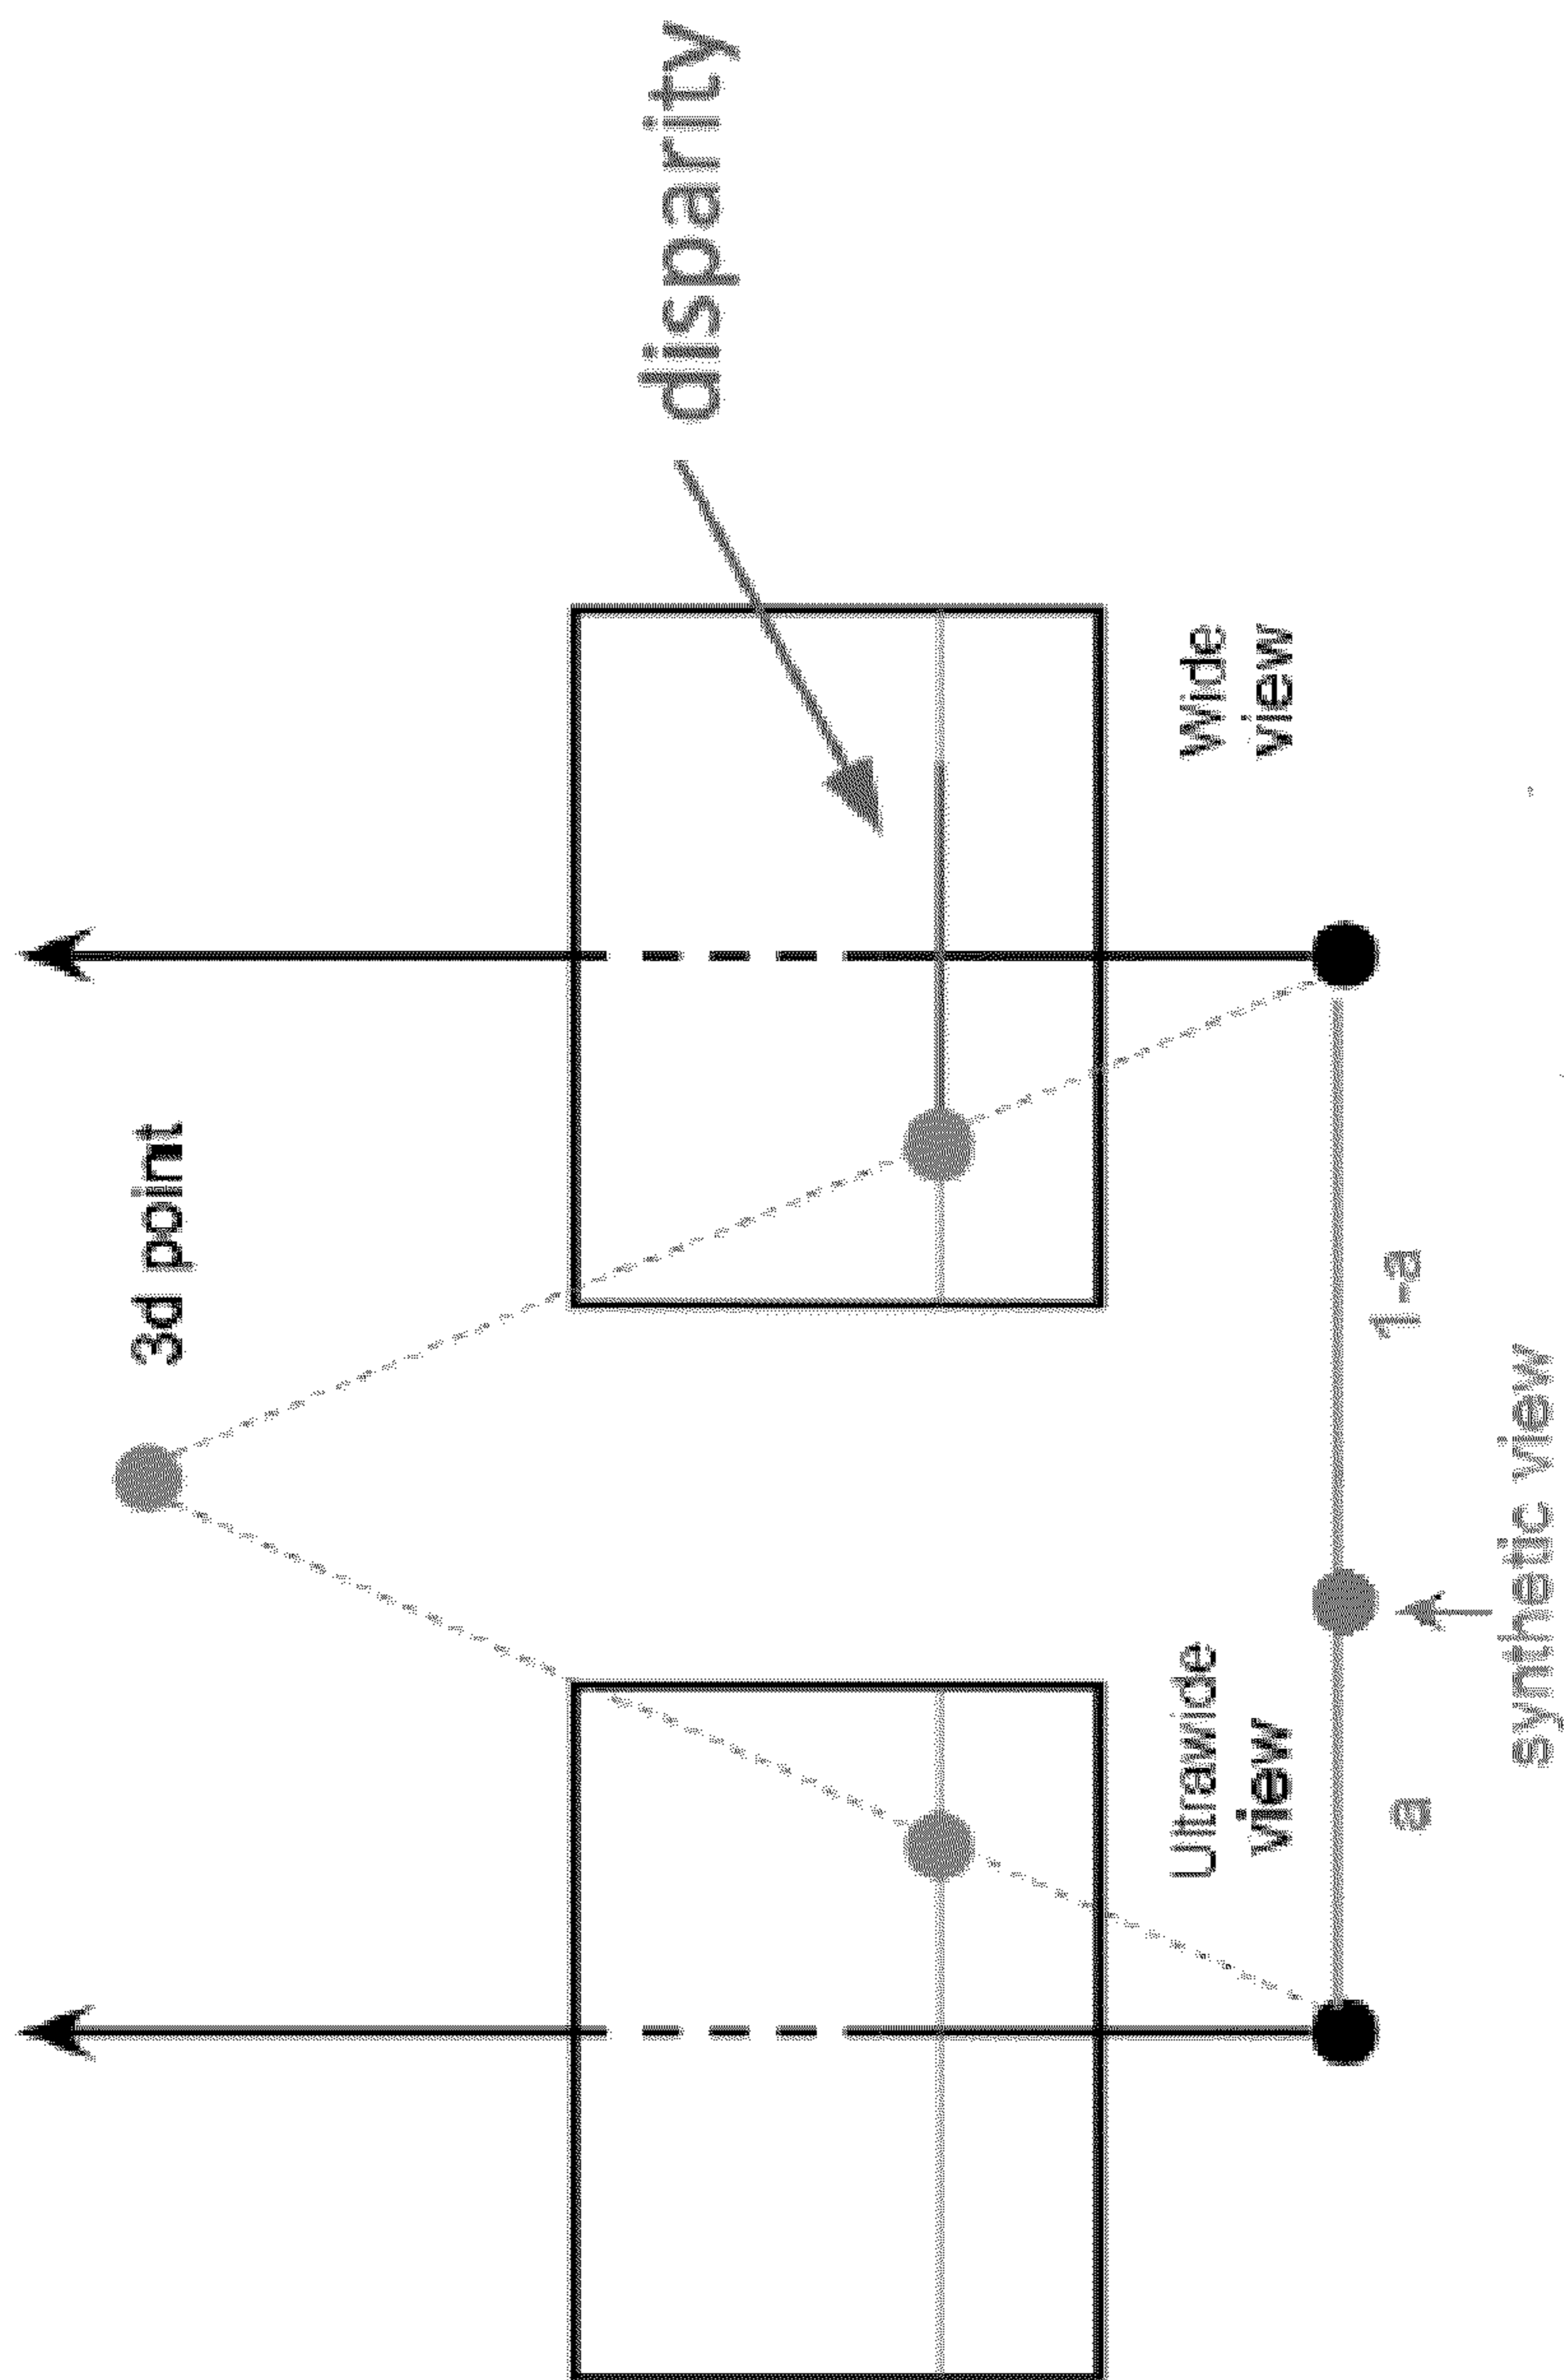 disparity
3d point
Wide
view
Ultrawide
view
1-a
a
synthetic view